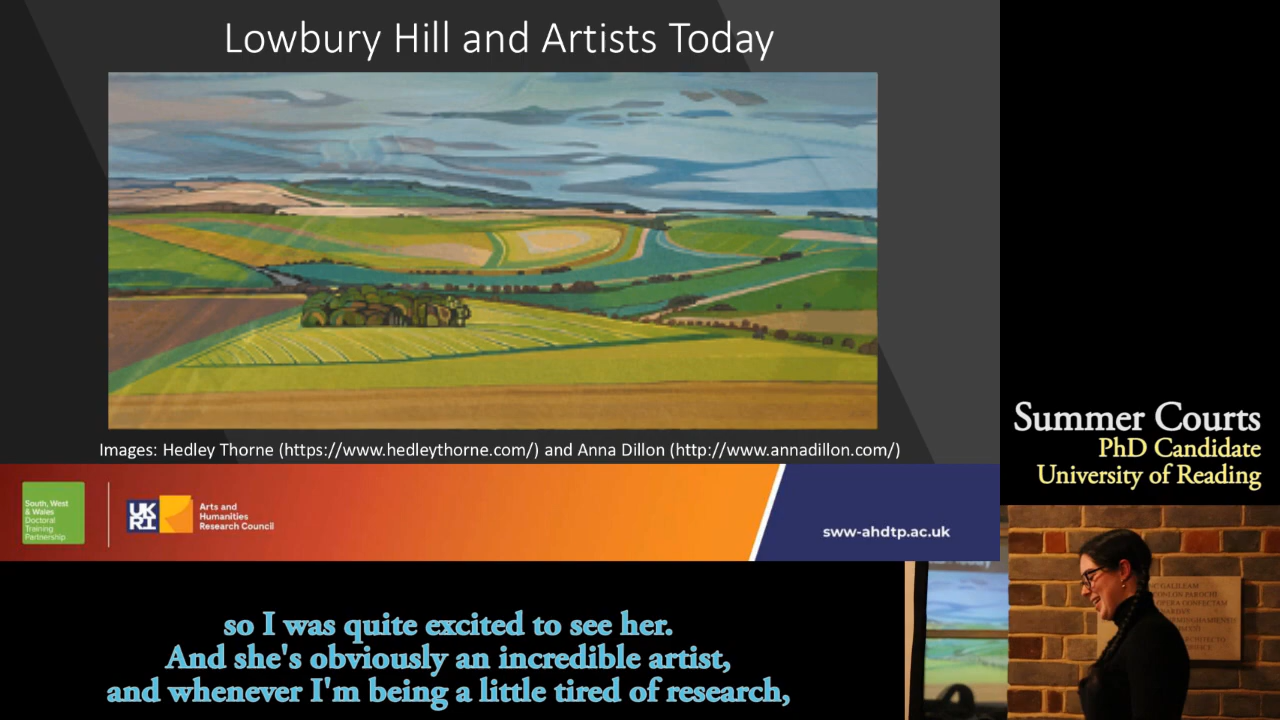 Lowbury Hill and Artists Today
Images: Hedley Thorne (https://www.hedleythorne.com/) and Anna Dillon (http://www.annadillon.com/)
South, West
& Wales
Doctoral
Training
Partnership
UK
RI
Arts and
Humanities
Research Council
sww-ahdtp.ac.uk
Summer Courts
PhD Candidate
University of Reading
so I was quite excited to see her.
And she's obviously an incredible artist,
and whenever I'm being a little tired of research,